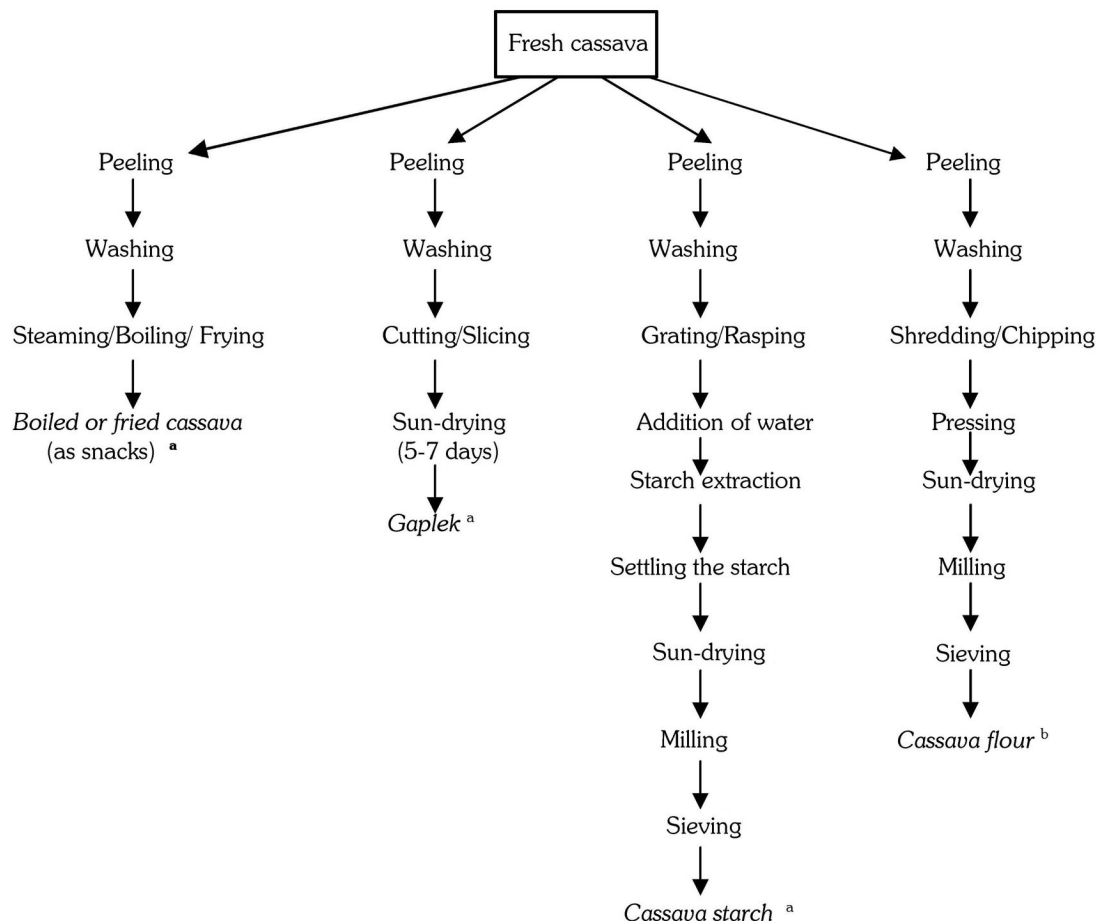 Fresh cassava
Peeling
Washing
Steaming/Boiling/ Frying
Boiled or fried cassava
(as snacks) a
Peeling
Washing
Cutting/Slicing
Sun-drying
(5-7 days)
Gaplek a
Peeling
Washing
Grating/Rasping
Addition of water
Starch extraction
Settling the starch
Sun-drying
Milling
Sieving
Cassava starch a
Peeling
Washing
Shredding/Chipping
Pressing
Sun-drying
Milling
Sieving
Cassava flour b